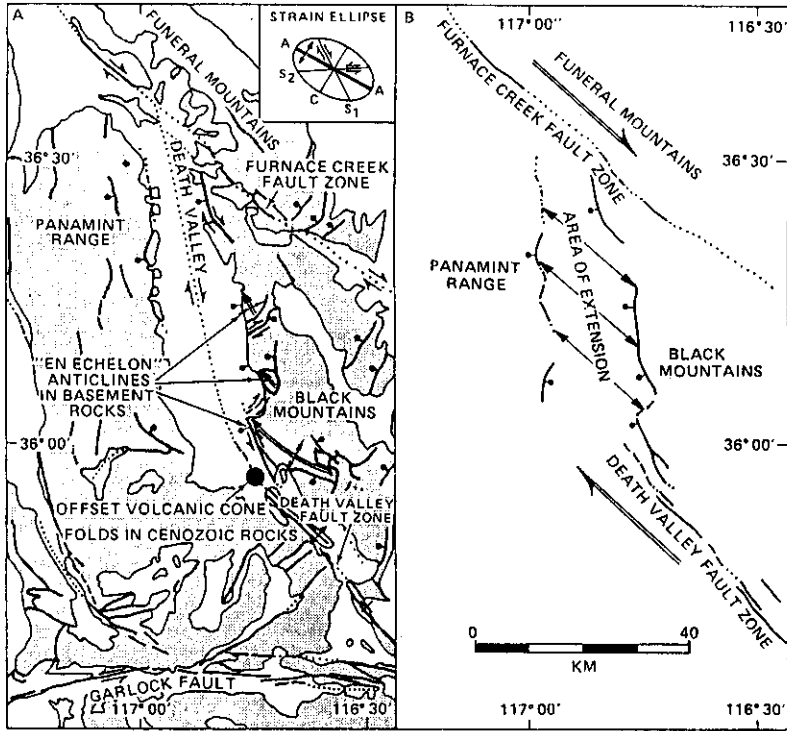 A
STRAIN ELLIPSE
A
S2
C
S1
A
FUNERAL MOUNTAINS
36°30'
DEATH VALLEY
FURNACE CREEK
FAULT ZONE
PANAMINT
RANGE
"EN ECHELON"
ANTICLINES
IN BASEMENT
ROCKS
BLACK
MOUNTAINS
36°00'
OFFSET VOLCANIC CONE
DEATH VALLEY
FAULT ZONE
FOLDS IN CENOZOIC ROCKS
GARLOCK FAULT
117°00'
116°30'
B
117°00''
116°30'
FUNERAL MOUNTAINS
FURNACE CREEK FAULT ZONE
36°30'
AREA OF EXTENSION
PANAMINT
RANGE
BLACK
MOUNTAINS
36°00'
DEATH VALLEY FAULT ZONE
0
40
KM
117°00'
116°30'